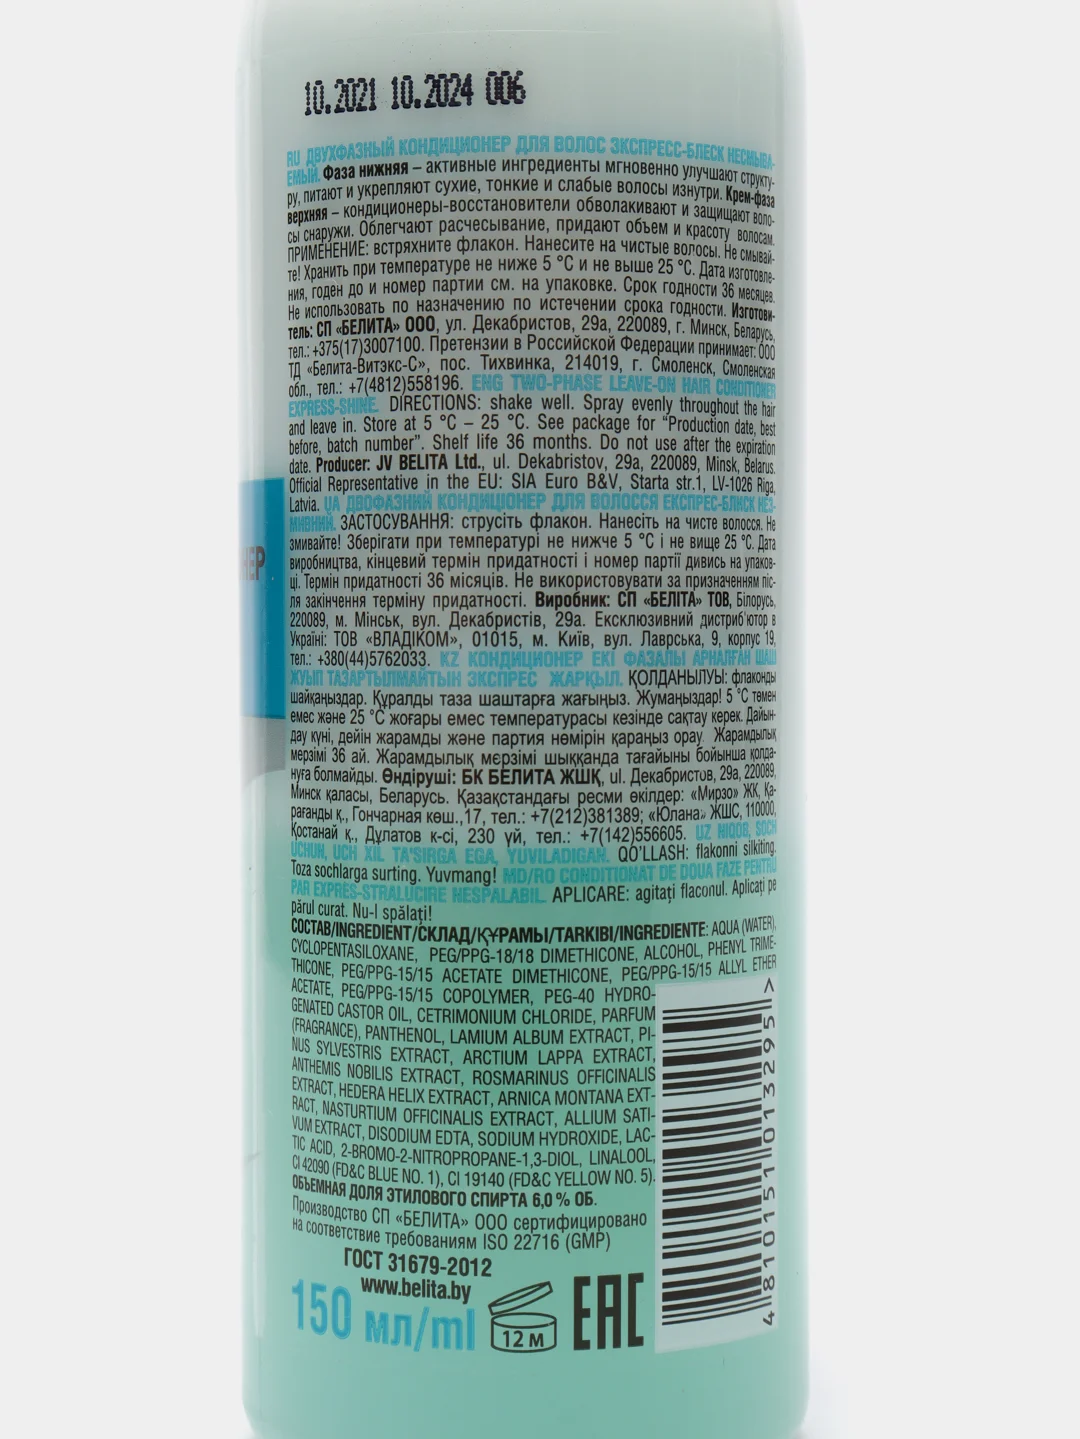 10.2021 10.2024 006
RU ДВУХФАЗНЫЙ КОНДИЦИОНЕР ДЛЯ ВОЛОС ЭКСПРЕСС-БЛЕСК НЕСМЫВА-
ЕМЫЙ. Фаза нижняя – активные ингредиенты мгновенно улучшают структу-
ру, питают и укрепляют сухие, тонкие и слабые волосы изнутри. Крем-фаза
верхняя – кондиционеры-восстановители обволакивают и защищают воло-
сы снаружи. Облегчают расчесывание, придают объем и красоту волосам.
ПРИМЕНЕНИЕ: встряхните флакон. Нанесите на чистые волосы. Не смывай-
те! Хранить при температуре не ниже 5 °С и не выше 25 °С. Дата изготовле-
ния, годен до и номер партии см. на упаковке. Срок годности 36 месяцев.
Не использовать по назначению по истечении срока годности. Изготови-
тель: СП «БЕЛИТА» ООО, ул. Декабристов, 29а, 220089, г. Минск, Беларусь,
тел.: +375(17)3007100. Претензии в Российской Федерации принимает: ООО
ТД «Белита-Витэкс-С», пос. Тихвинка, 214019, г. Смоленск, Смоленская
обл., тел.: +7(4812)558196. ENG TWO-PHASE LEAVE-ON HAIR CONDITIONER
EXPRESS-SHINE. DIRECTIONS: shake well. Spray evenly throughout the hair
and leave in. Store at 5 °C – 25 °C. See package for “Production date, best
before, batch number”. Shelf life 36 months. Do not use after the expiration
date. Producer: JV BELITA Ltd., ul. Dekabristov, 29a, 220089, Minsk, Belarus.
Official Representative in the EU: SIA Euro B&V, Starta str.1, LV-1026 Riga,
Latvia. UA ДВОФАЗНИЙ КОНДИЦІОНЕР ДЛЯ ВОЛОССЯ ЕКСПРЕС-БЛИСК НЕЗ-
МИВНИЙ. ЗАСТОСУВАННЯ: струсіть флакон. Нанесіть на чисте волосся. Не
змивайте! Зберігати при температурі не нижче 5 °С і не вище 25 °С. Дата
виробництва, кінцевий термін придатності і номер партії дивись на упаков-
ці. Термін придатності 36 місяців. Не використовувати за призначенням піс-
ля закінчення терміну придатності. Виробник: СП «БЕЛІТА» ТОВ, Білорусь,
220089, м. Мінськ, вул. Декабристів, 29а. Ексклюзивний дистриб'ютор в
Україні: ТОВ «ВЛАДІКОМ», 01015, м. Київ, вул. Лаврська, 9, корпус 19,
тел.: +380(44)5762033. KZ КОНДИЦИОНЕР ЕКІ ФАЗАЛЫ АРНАЛҒАН ШАШ
ЖУЫП ТАЗАРТЫЛМАЙТЫН ЭКСПРЕС ЖАРҚЫЛ. ҚОЛДАНЫЛУЫ: флаконды
шайқаңыздар. Құралды таза шаштарға жағыңыз. Жумаңыздар! 5 °С төмен
емес және 25 °С жоғары емес температурасы кезінде сақтау керек. Дайын-
дау күні, дейін жарамды және партия нөмірін қараңыз орау. Жарамдылық
мерзімі 36 ай. Жарамдылық мерзімі шыққанда тағайыны бойынша қолда-
нуға болмайды. Өндіруші: БК БЕЛИТА ЖШҚ, ul. Декабристов, 29а, 220089,
Минск қаласы, Беларусь. Қазақстандағы ресми өкілдер: «Мирзо» ЖК, Қа-
рағанды қ., Гончарная көш.,17, тел.: +7(212)381389; «Юлана» ЖШС, 110000,
Қостанай қ., Дұлатов к-сі, 230 үй, тел.: +7(142)556605. UZ NIQOB, SOCH
UCHUN, UCH XIL TA'SIRGA EGA, YUVILADIGAN. QO'LLASH: flakonni silkiting.
Toza sochlarga surting. Yuvmang! MD/RO CONDITIONAT DE DOUA FAZE PENTRU
PAR EXPRES-STRALUCIRE NESPALABIL. APLICARE: agitați flaconul. Aplicați pe
părul curat. Nu-l spălați!
СОСТАВ/INGREDIENT/СКЛАД/ҚҰРАМЫ/TARKIBI/INGREDIENTE: AQUA (WATER),
CYCLOPENTASILOXANE, PEG/PPG-18/18 DIMETHICONE, ALCOHOL, PHENYL TRIME-
THICONE, PEG/PPG-15/15 ACETATE DIMETHICONE, PEG/PPG-15/15 ALLYL ETHER
ACETATE, PEG/PPG-15/15 COPOLYMER, PEG-40 HYDRO-
GENATED CASTOR OIL, CETRIMONIUM CHLORIDE, PARFUM
(FRAGRANCE), PANTHENOL, LAMIUM ALBUM EXTRACT, PI-
NUS SYLVESTRIS EXTRACT, ARCTIUM LAPPA EXTRACT,
ANTHEMIS NOBILIS EXTRACT, ROSMARINUS OFFICINALIS
EXTRACT, HEDERA HELIX EXTRACT, ARNICA MONTANA EXT-
RACT, NASTURTIUM OFFICINALIS EXTRACT, ALLIUM SATI-
VUM EXTRACT, DISODIUM EDTA, SODIUM HYDROXIDE, LAC-
TIC ACID, 2-BROMO-2-NITROPROPANE-1,3-DIOL, LINALOOL,
CI 42090 (FD&C BLUE NO. 1), CI 19140 (FD&C YELLOW NO. 5).
ОБЪЕМНАЯ ДОЛЯ ЭТИЛОВОГО СПИРТА 6,0 % ОБ.
Производство СП «БЕЛИТА» ООО сертифицировано
на соответствие требованиям ISO 22716 (GMP)
ГОСТ 31679-2012
www.belita.by
150 мл/ml
12 м
EAC
4 810151 013295 >